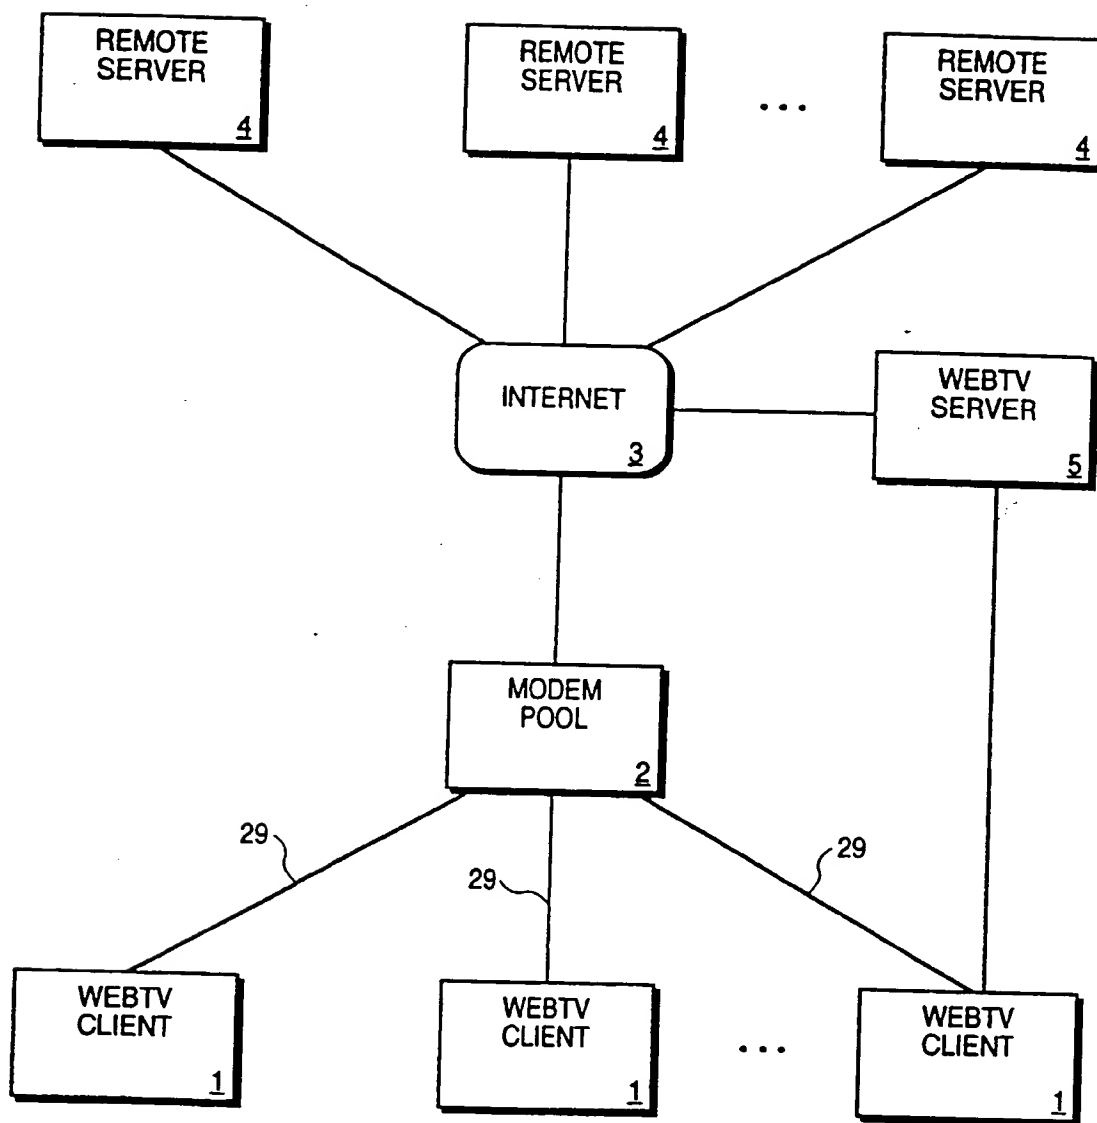 REMOTE
SERVER
4
REMOTE
SERVER
4
...
REMOTE
SERVER
4
INTERNET
3
WEBTV
SERVER
5
MODEM
POOL
2
29
29
29
WEBTV
CLIENT
1
WEBTV
CLIENT
1
...
WEBTV
CLIENT
1